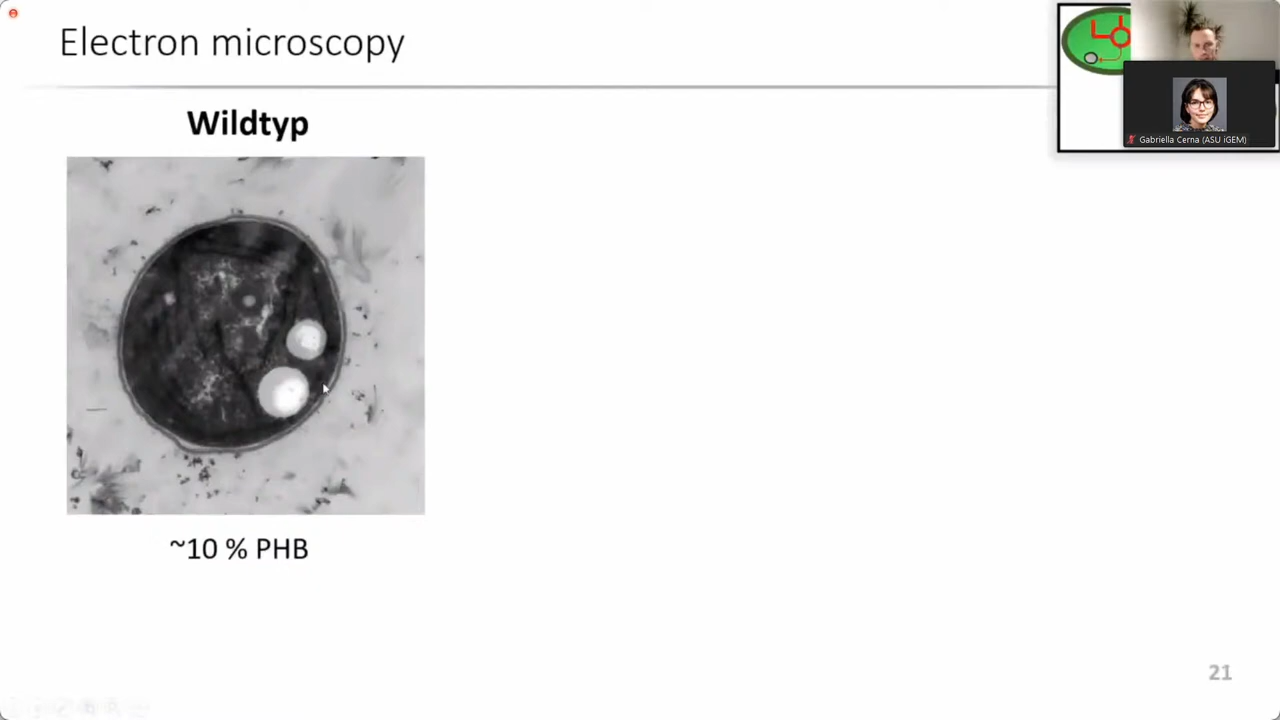 Electron microscopy
Wildtyp
Gabriella Cerna (ASU iGEM)
~10 % PHB
21